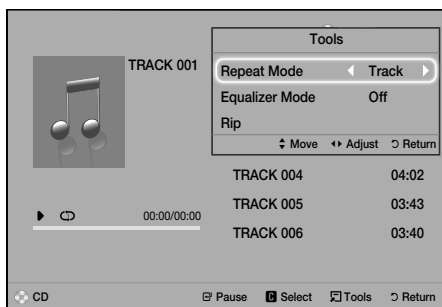 Tools
TRACK 001
Repeat Mode Track
Equalizer Mode Off
Rip
Move Adjust Return
TRACK 004 04:02
TRACK 005 03:43
00:00/00:00
TRACK 006 03:40
CD Pause C Select Tools Return